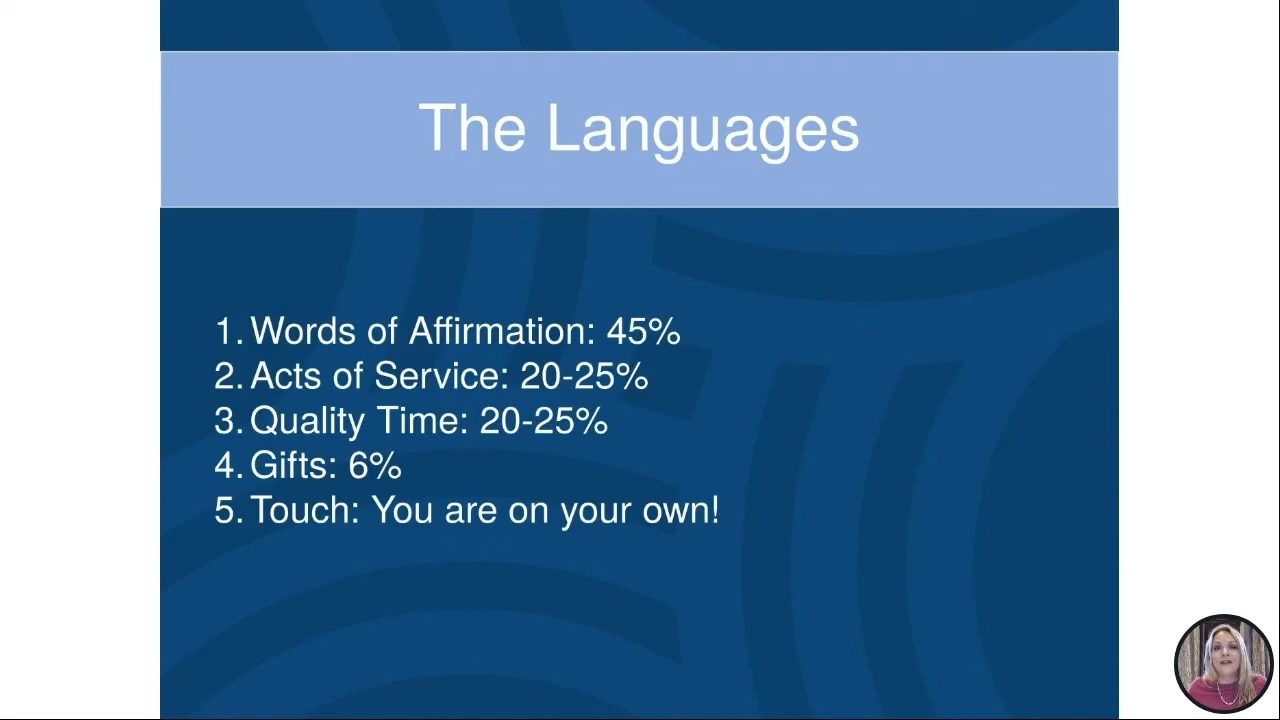 The Languages
1. Words of Affirmation: 45%
2. Acts of Service: 20-25%
3. Quality Time: 20-25%
4. Gifts: 6%
5. Touch: You are on your own!